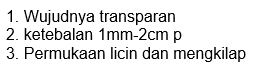 1. Wujudnya transparan
2. ketebalan 1mm-2cm p
3. Permukaan licin dan mengkilap